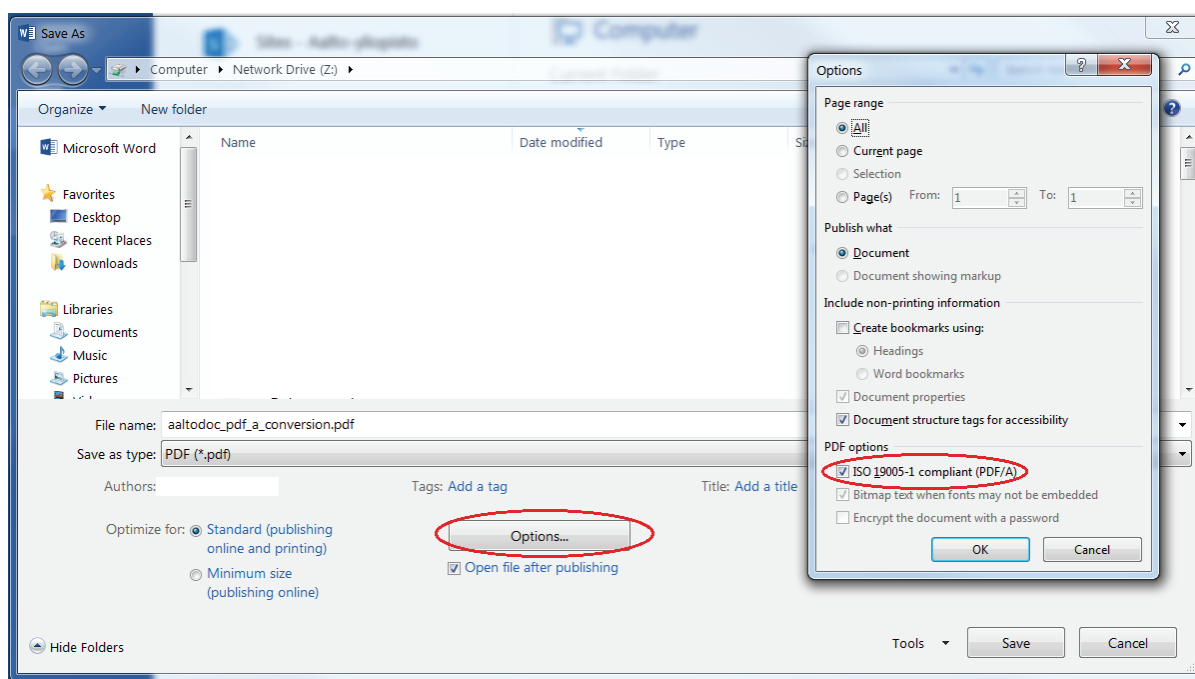 Save As
Sites - Aalto-yliopisto
Computer
Current Folder
Computer Network Drive (Z:)
Organize New folder
Name Date modified Type
Microsoft Word
Favorites
Desktop
Recent Places
Downloads
Libraries
Documents
Music
Pictures
File name: aaltodoc_pdf_a_conversion.pdf
Save as type: PDF (*.pdf)
Authors: Tags: Add a tag Title: Add a title
Optimize for: Standard (publishing
online and printing)
Minimum size
(publishing online)
Options...
Open file after publishing
Hide Folders
Tools Save Cancel
Options
Page range
All
Current page
Selection
Page(s) From: 1 To: 1
Publish what
Document
Document showing markup
Include non-printing information
Create bookmarks using:
Headings
Word bookmarks
Document properties
Document structure tags for accessibility
PDF options
ISO 19005-1 compliant (PDF/A)
Bitmap text when fonts may not be embedded
Encrypt the document with a password
OK Cancel